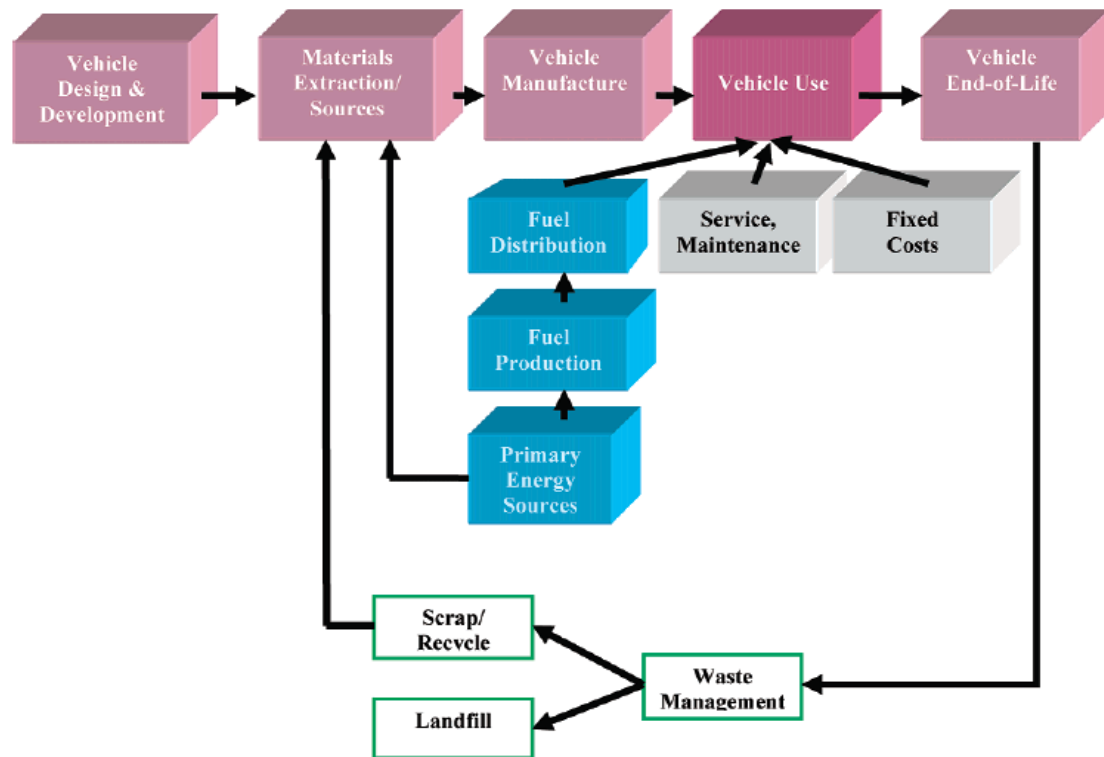 Vehicle
Design &
Development
Materials
Extraction/
Sources
Vehicle
Manufacture
Vehicle Use
Vehicle
End-of-Life
Fuel
Distribution
Service,
Maintenance
Fixed
Costs
Fuel
Production
Primary
Energy
Sources
Scrap/
Recycle
Waste
Management
Landfill